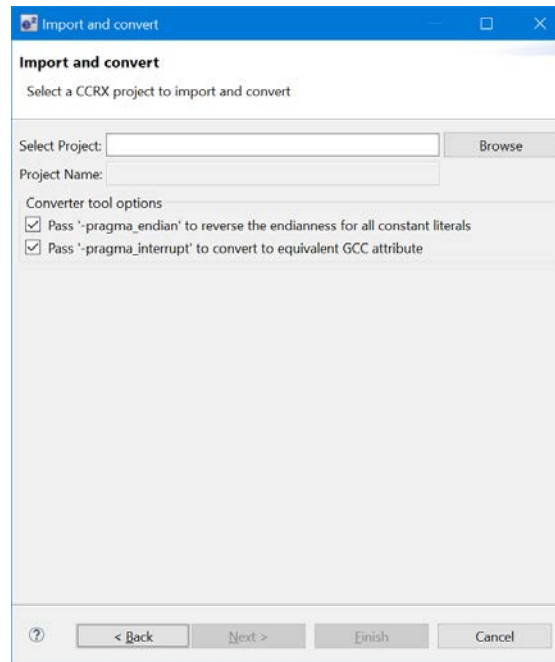 e² Import and convert
Import and convert
Select a CCRX project to import and convert
Select Project: Browse
Project Name:
Converter tool options
Pass '-pragma_endian' to reverse the endianness for all constant literals
Pass '-pragma_interrupt' to convert to equivalent GCC attribute
? < Back Next > Finish Cancel